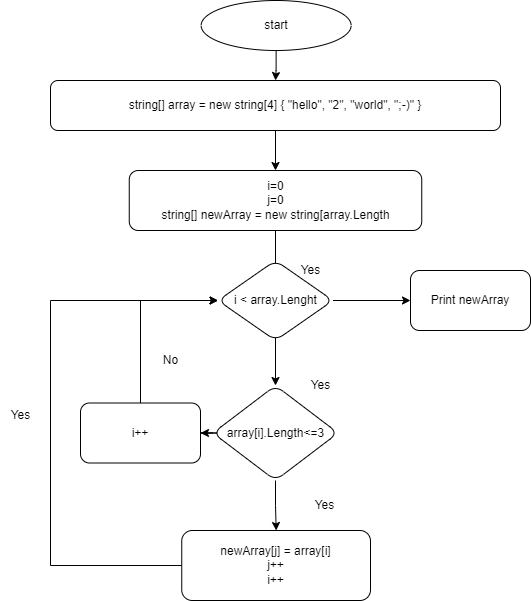 start
string[] array = new string[4] { "hello", "2", "world", ";-)" }
i=0
j=0
string[] newArray = new string[array.Length
Yes
i < array.Lenght
Print newArray
No
Yes
Yes
i++
array[i].Length<=3
Yes
newArray[j] = array[i]
j++
i++